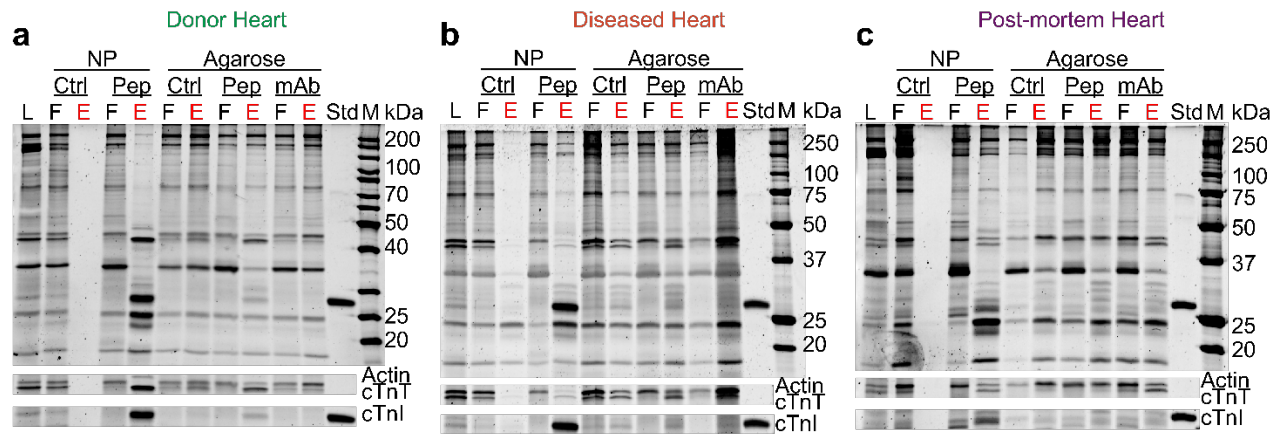 Donor Heart
a
NP Agarose
Ctrl Pep Ctrl Pep mAb
L F E F E F E F E F E Std M kDa
200
100
70
50
40
25
20
Actin
cTnT
cTnI
Diseased Heart
b
NP Agarose
Ctrl Pep Ctrl Pep mAb
L F E F E F E F E F E Std M kDa
250
100
75
50
37
25
20
Actin
cTnT
cTnI
Post-mortem Heart
c
NP Agarose
Ctrl Pep Ctrl Pep mAb
L F E F E F E F E F E Std M kDa
250
100
75
50
37
25
20
Actin
cTnT
cTnI